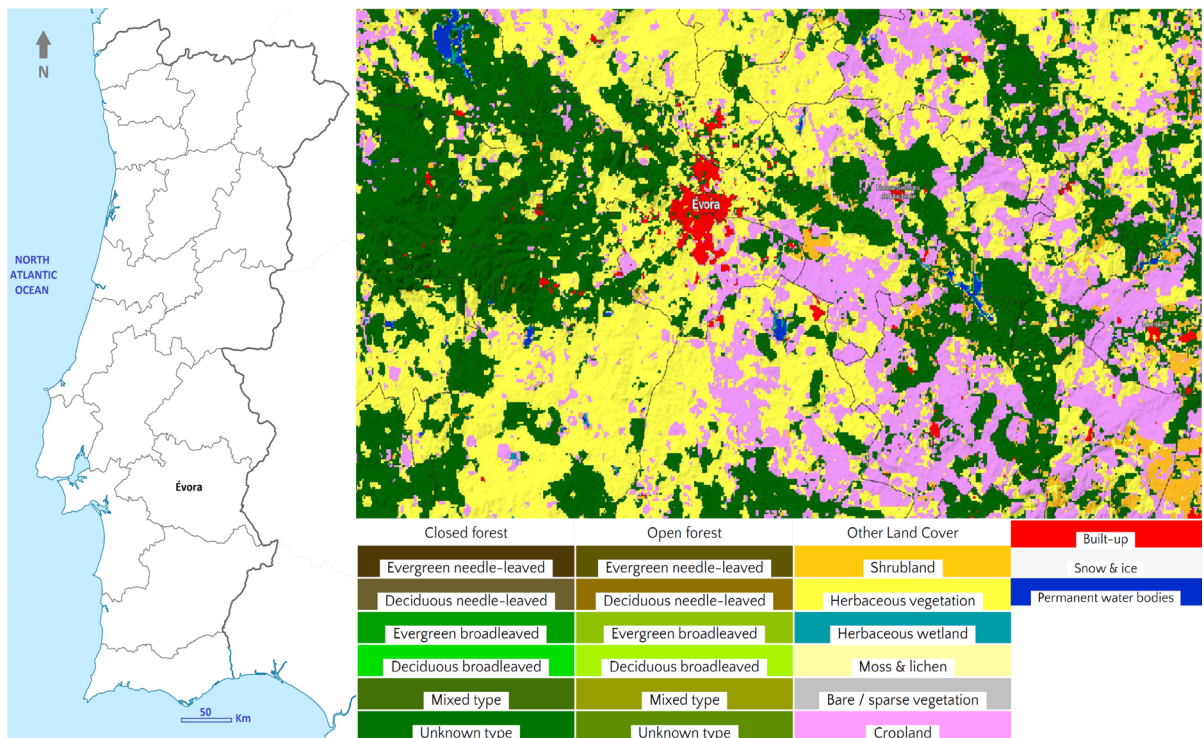 N
NORTH
ATLANTIC
OCEAN
Évora
50 Km
Évora
Closed forest
Evergreen needle-leaved
Deciduous needle-leaved
Evergreen broadleaved
Deciduous broadleaved
Mixed type
Unknown type
Open forest
Evergreen needle-leaved
Deciduous needle-leaved
Evergreen broadleaved
Deciduous broadleaved
Mixed type
Unknown type
Other Land Cover
Shrubland
Herbaceous vegetation
Herbaceous wetland
Moss & lichen
Bare / sparse vegetation
Cropland
Built-up
Snow & ice
Permanent water bodies